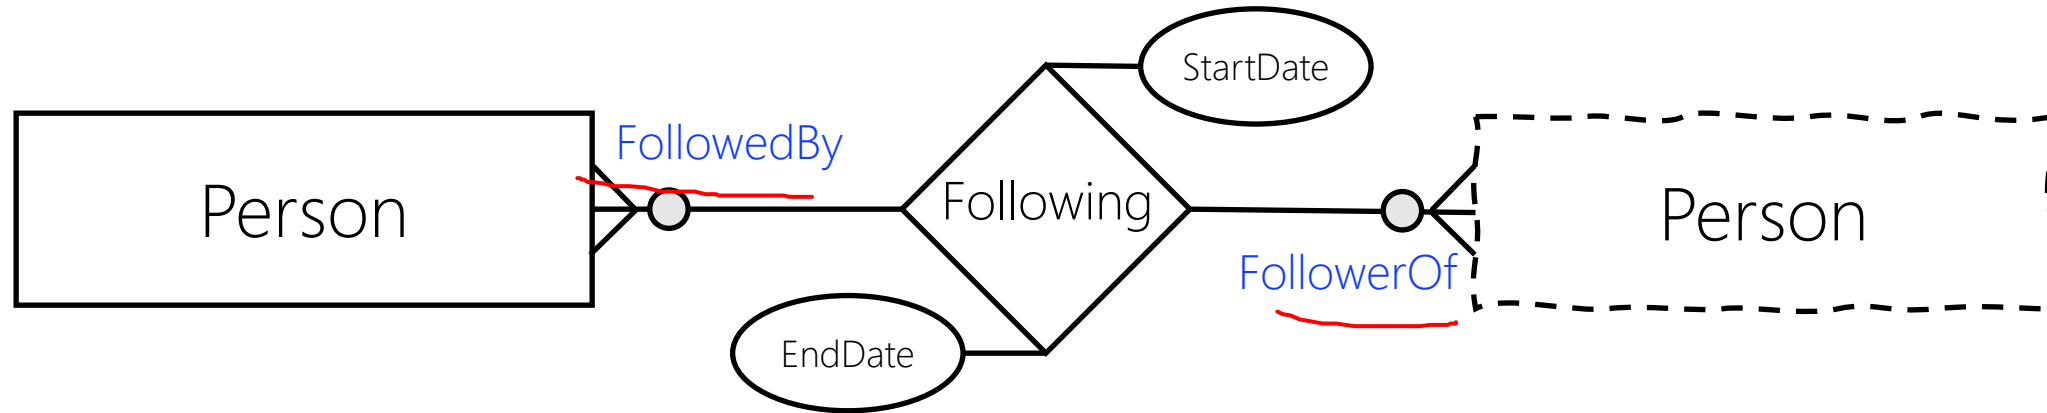 StartDate
FollowedBy
Person
Following
Person
FollowerOf
EndDate